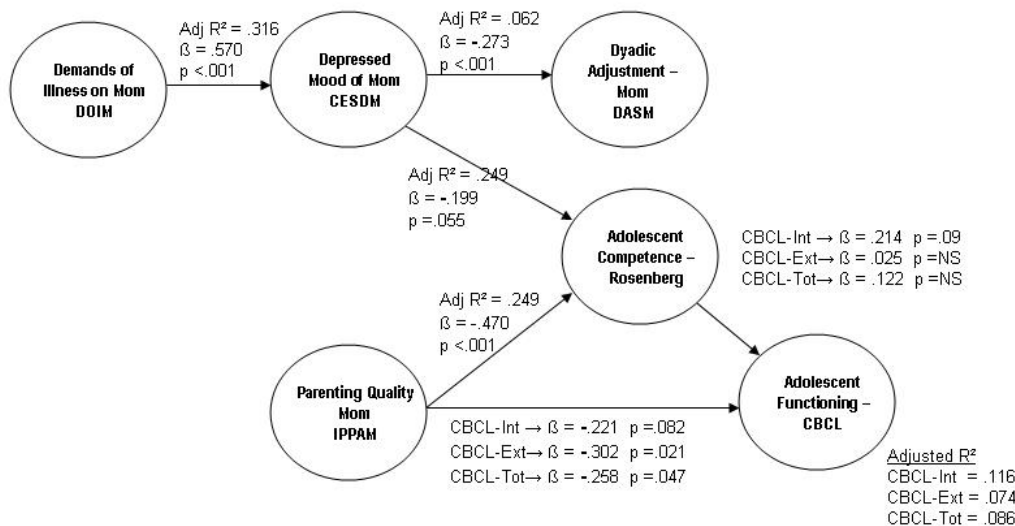 Demands of
Illness on Mom
DOIM
Adj R² = .316
ß = .570
p <.001
Depressed
Mood of Mom
CESDM
Adj R² = .062
ß = -.273
p <.001
Dyadic
Adjustment –
Mom
DASM
Adj R² = .249
ß = -.199
p =.055
Adolescent
Competence –
Rosenberg
CBCL-Int → ß = .214 p =.09
CBCL-Ext→ ß = .025 p =NS
CBCL-Tot→ ß = .122 p =NS
Adj R² = .249
ß = -.470
p <.001
Parenting Quality
Mom
IPPAM
CBCL-Int → ß = -.221 p =.082
CBCL-Ext→ ß = -.302 p =.021
CBCL-Tot→ ß = -.258 p =.047
Adolescent
Functioning –
CBCL
Adjusted R²
CBCL-Int = .116
CBCL-Ext = .074
CBCL-Tot = .086